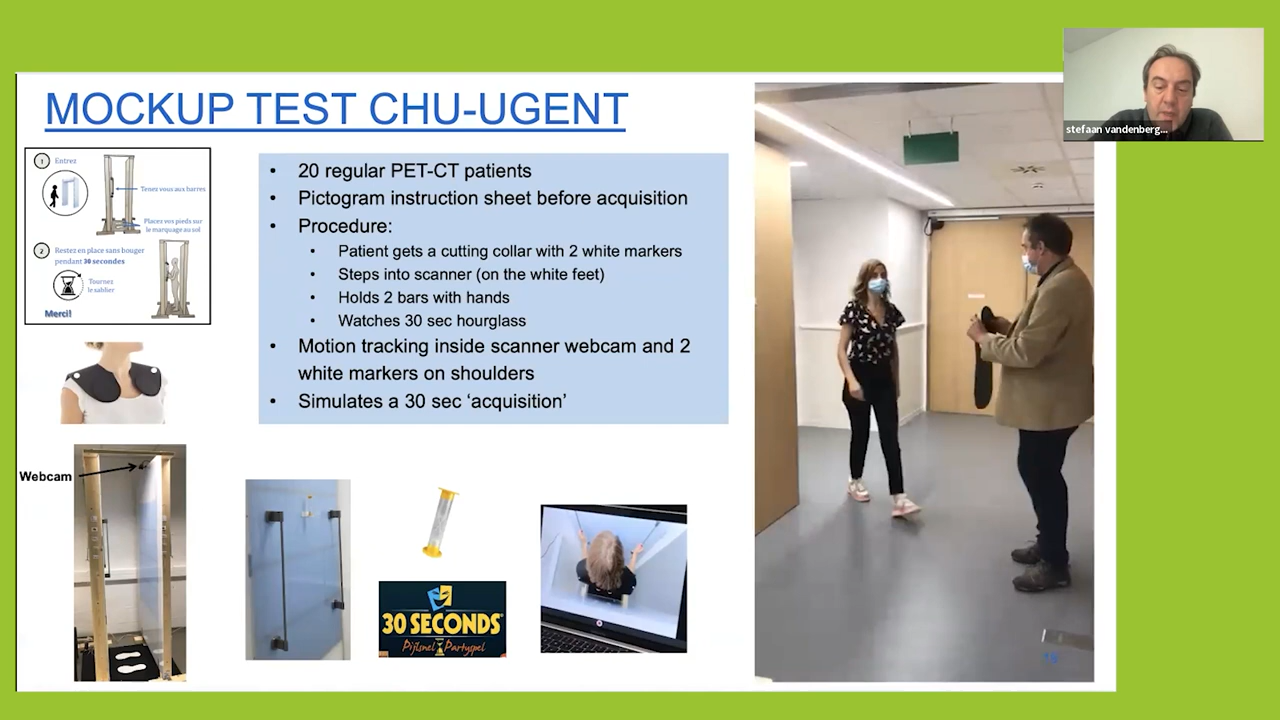 stefaan vandenberg...
MOCKUP TEST CHU-UGENT
1 Entrez
Tenez vous aux barres
Placez vos pieds sur
le marquage au sol
2 Restez en place sans bouger
pendant 30 secondes
Tournez
le sablier
Merci!
• 20 regular PET-CT patients
• Pictogram instruction sheet before acquisition
• Procedure:
• Patient gets a cutting collar with 2 white markers
• Steps into scanner (on the white feet)
• Holds 2 bars with hands
• Watches 30 sec hourglass
• Motion tracking inside scanner webcam and 2
white markers on shoulders
• Simulates a 30 sec ‘acquisition’
Webcam
30 SECONDS
Pijlsnel Partyspel